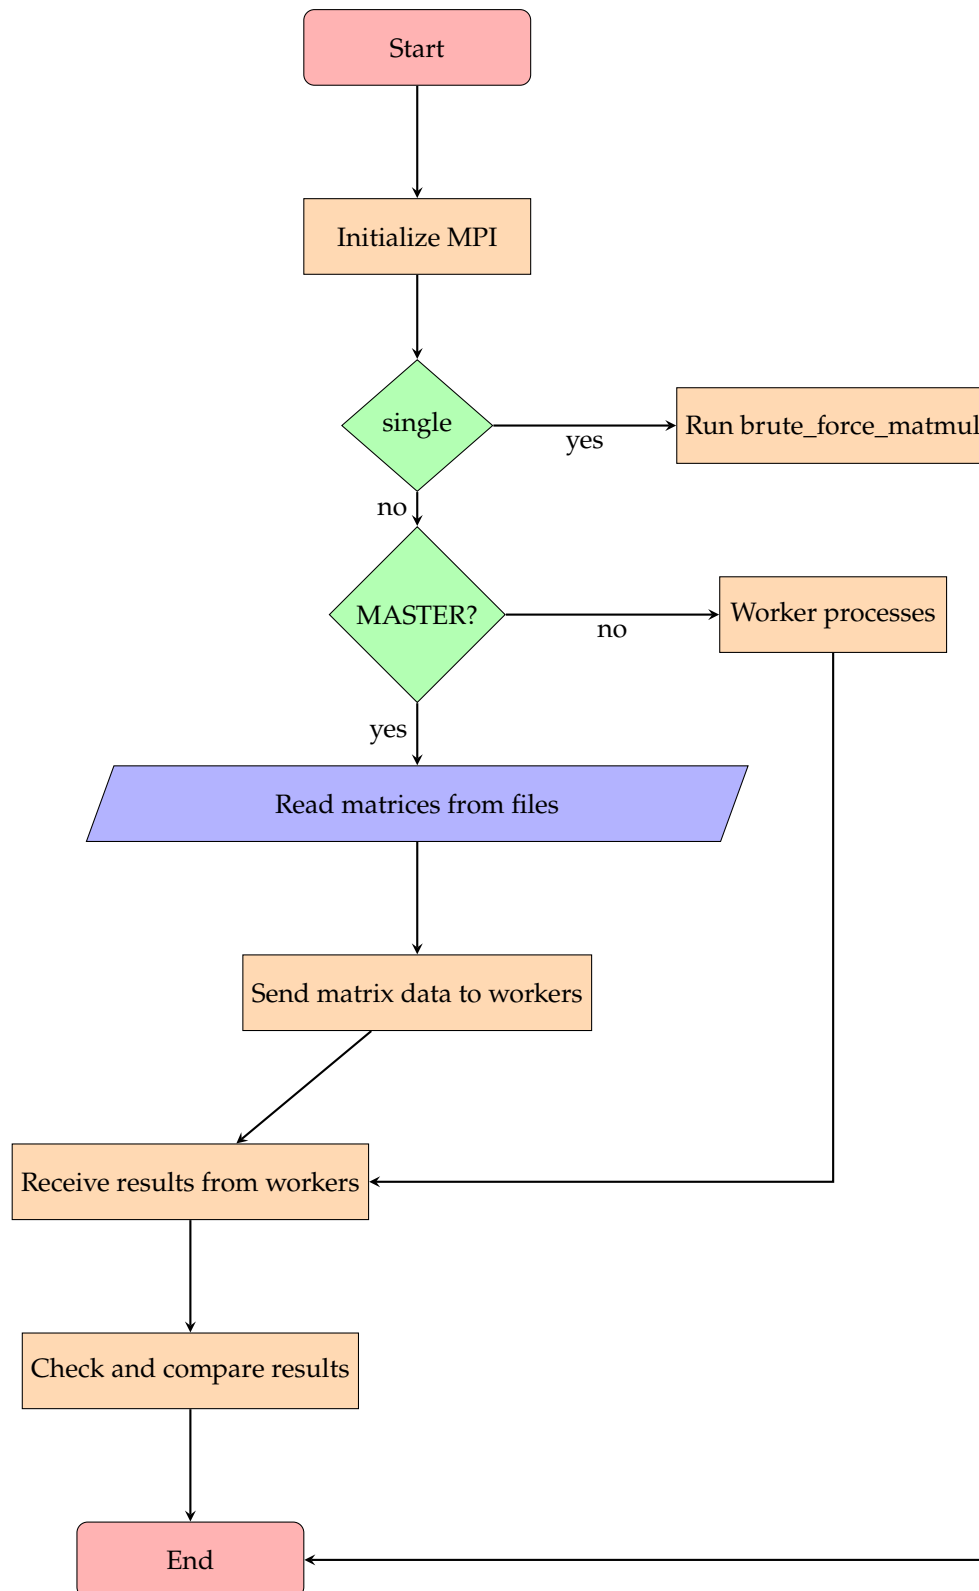 Start
Initialize MPI
single
yes
Run brute_force_matmul
no
MASTER?
no
Worker processes
yes
Read matrices from files
Send matrix data to workers
Receive results from workers
Check and compare results
End